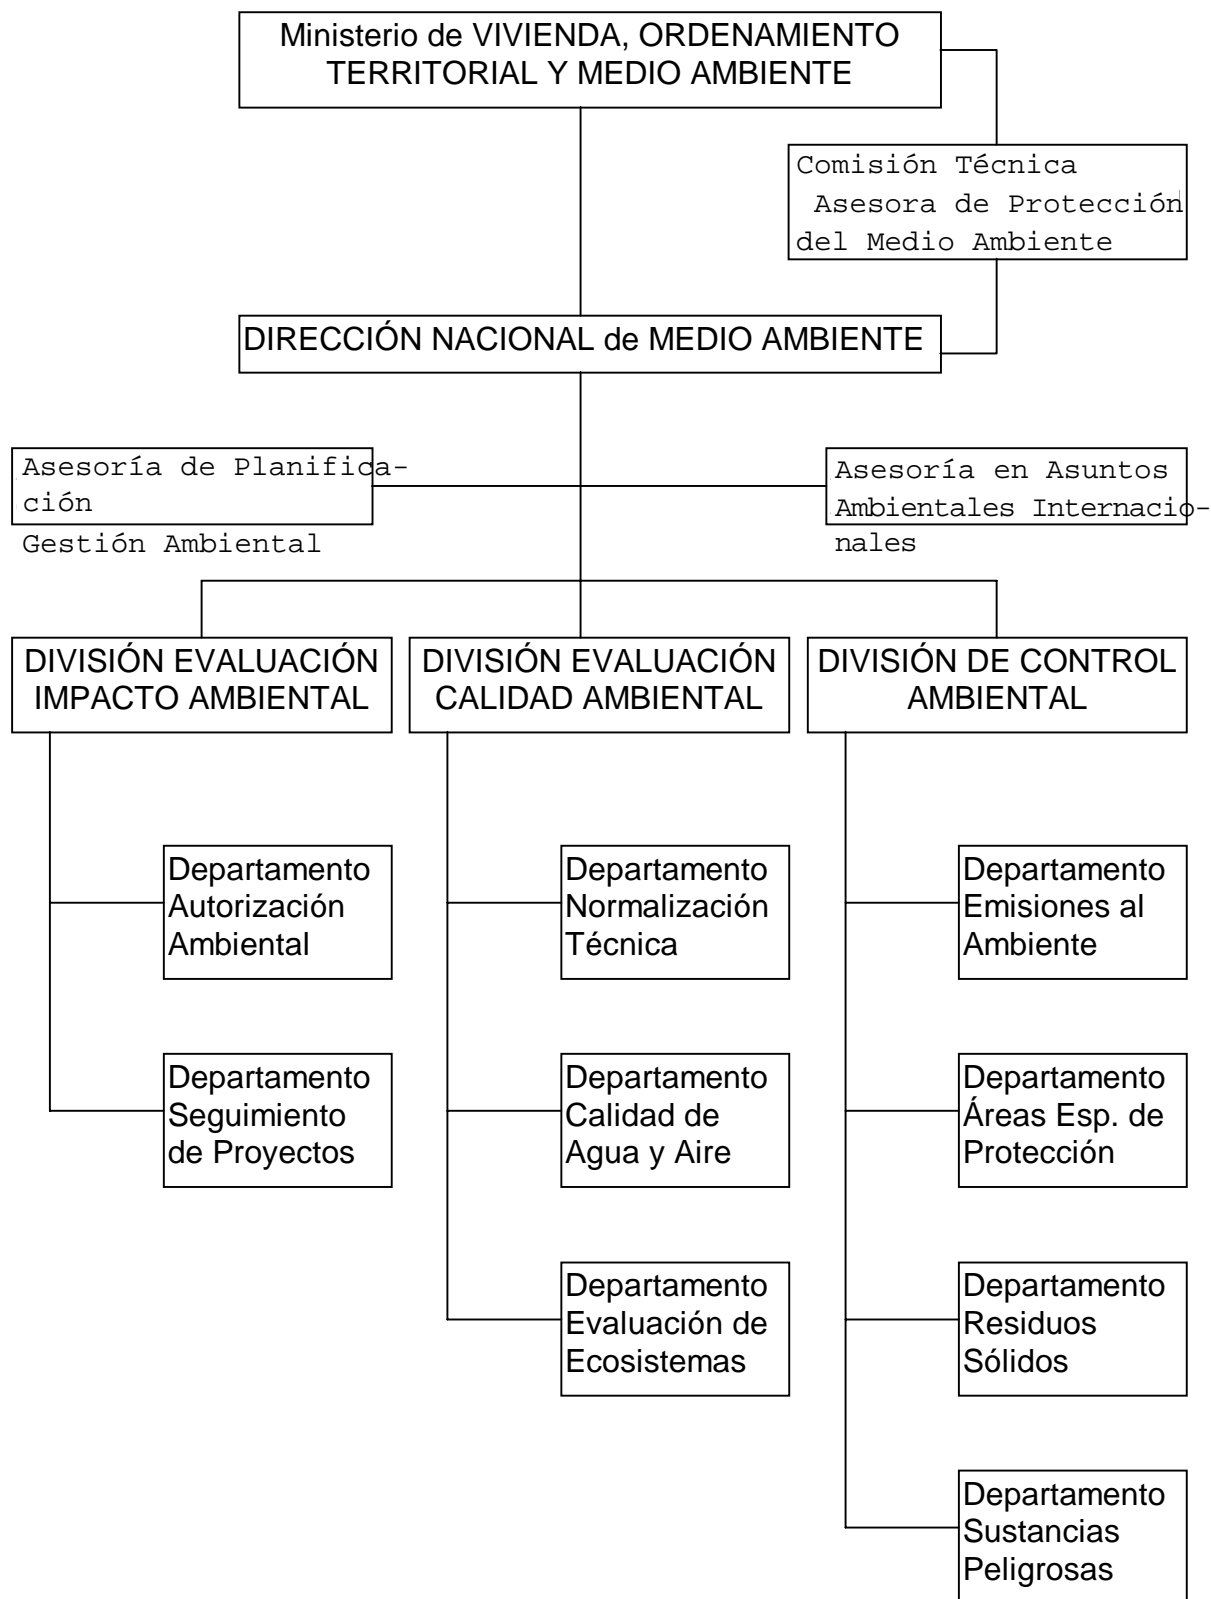 Ministerio de VIVIENDA, ORDENAMIENTO
TERRITORIAL Y MEDIO AMBIENTE
Comisión Técnica
Asesora de Protección
del Medio Ambiente
DIRECCIÓN NACIONAL de MEDIO AMBIENTE
Asesoría de Planifica-
ción
Gestión Ambiental
Asesoría en Asuntos
Ambientales Internacio-
nales
DIVISIÓN EVALUACIÓN
IMPACTO AMBIENTAL
DIVISIÓN EVALUACIÓN
CALIDAD AMBIENTAL
DIVISIÓN DE CONTROL
AMBIENTAL
Departamento
Autorización
Ambiental
Departamento
Normalización
Técnica
Departamento
Emisiones al
Ambiente
Departamento
Seguimiento
de Proyectos
Departamento
Calidad de
Agua y Aire
Departamento
Áreas Esp. de
Protección
Departamento
Evaluación de
Ecosistemas
Departamento
Residuos
Sólidos
Departamento
Sustancias
Peligrosas